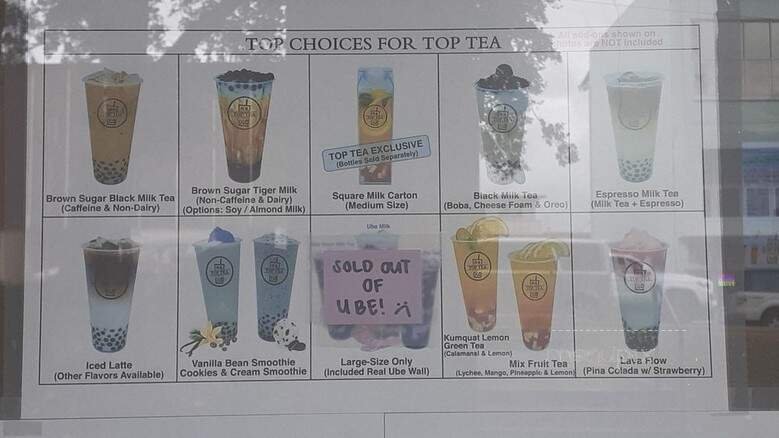 TOP CHOICES FOR TOP TEA
All add-ons shown on
photos are NOT included
TOP TEA EXCLUSIVE
(Bottles Sold Separately)
Brown Sugar Black Milk Tea
(Caffeine & Non-Dairy)
Brown Sugar Tiger Milk
(Non-Caffeine & Dairy)
(Options: Soy / Almond Milk)
Square Milk Carton
(Medium Size)
Black Milk Tea
(Boba, Cheese Foam & Oreo)
Espresso Milk Tea
(Milk Tea + Espresso)
Ube Milk
SOLD OUT
OF
UBE!
Iced Latte
(Other Flavors Available)
Vanilla Bean Smoothie
Cookies & Cream Smoothie
Large-Size Only
(Included Real Ube Wall)
Kumquat Lemon
Green Tea
(Calamansi & Lemon)
Mix Fruit Tea
(Lychee, Mango, Pineapple & Lemon)
Lava Flow
(Pina Colada w/ Strawberry)